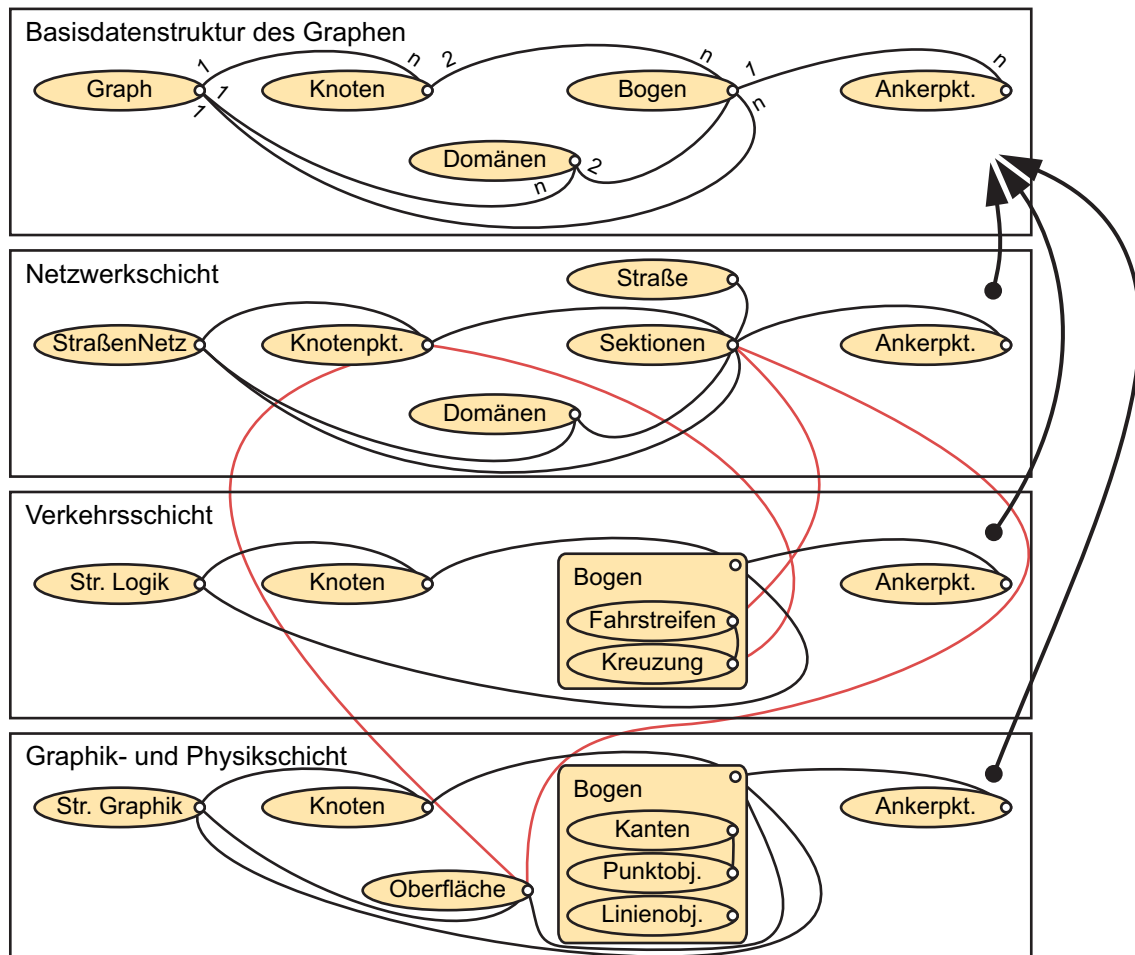 Basisdatenstruktur des Graphen
1 n 2 n 1 n
Graph Knoten Bogen Ankerpkt.
1 1 n
Domänen
n 2
Netzwerkschicht
Straße
StraßenNetz Knotenpkt. Sektionen Ankerpkt.
Domänen
Verkehrsschicht
Str. Logik Knoten Bogen Ankerpkt.
Fahrstreifen
Kreuzung
Graphik- und Physikschicht
Str. Graphik Knoten Bogen Ankerpkt.
Kanten
Punktobj.
Oberfläche
Linienobj.